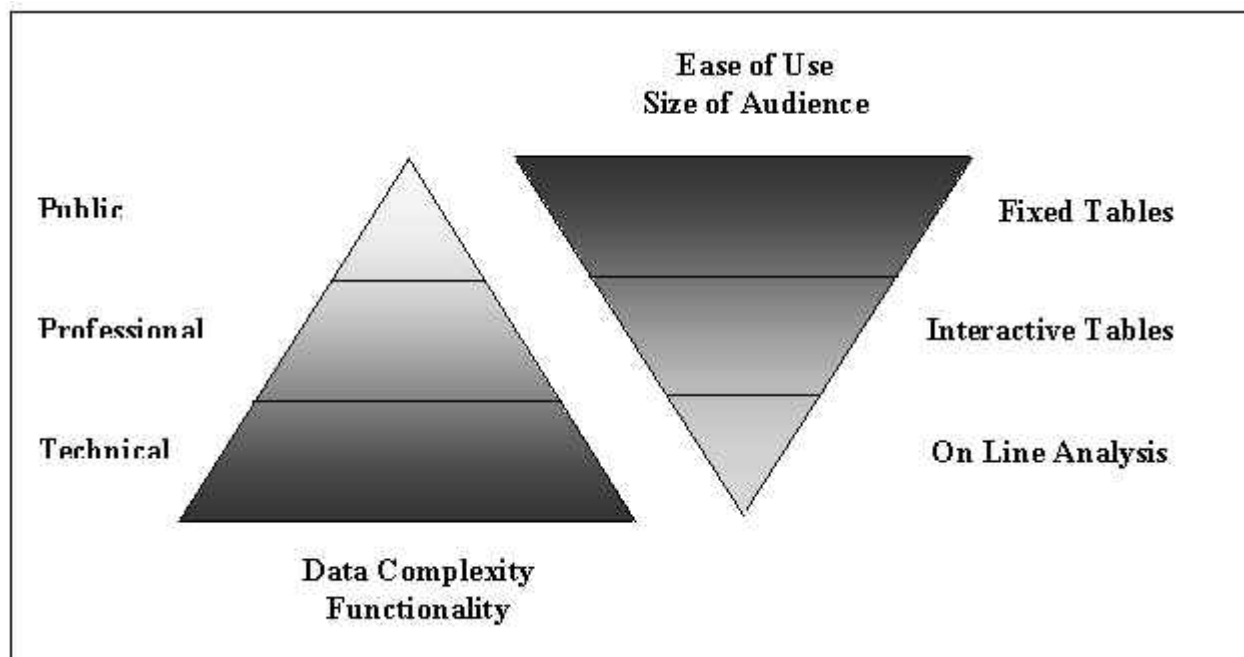 Ease of Use
Size of Audience
Public
Fixed Tables
Professional
Interactive Tables
Technical
On Line Analysis
Data Complexity
Functionality